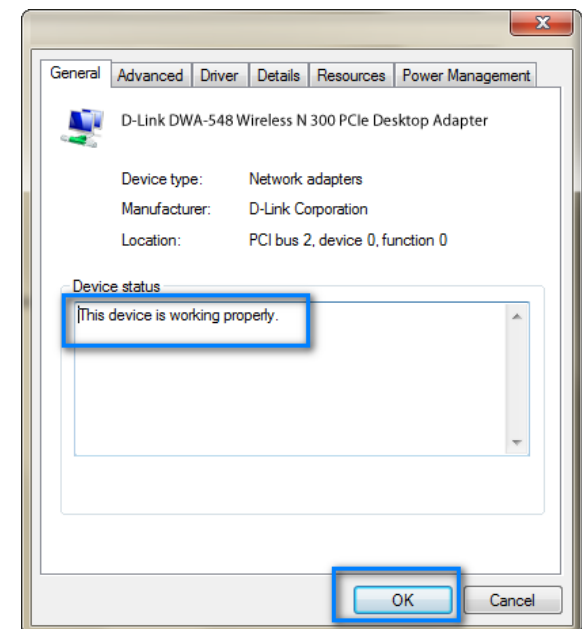 General Advanced Driver Details Resources Power Management
D-Link DWA-548 Wireless N 300 PCIe Desktop Adapter
Device type: Network adapters
Manufacturer: D-Link Corporation
Location: PCI bus 2, device 0, function 0
Device status
This device is working properly.
OK Cancel